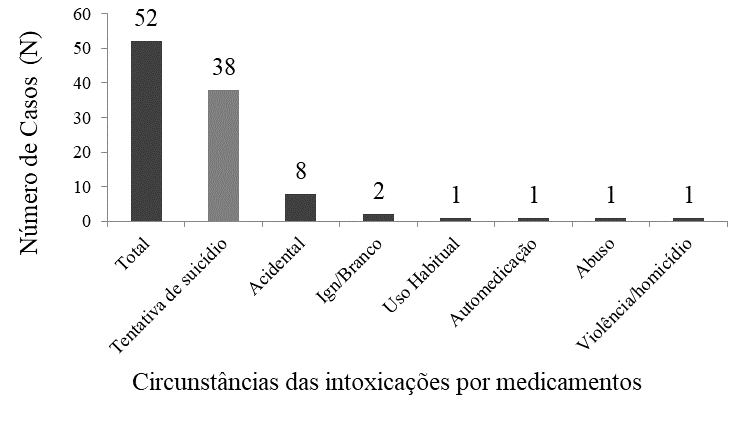 Número de Casos (N)
60
50
40
30
20
10
0
52
38
8
2
1
1
1
1
Total
Tentativa de suicídio
Acidental
Ign/Branco
Uso Habitual
Automedicação
Abuso
Violência/homicídio
Circunstâncias das intoxicações por medicamentos